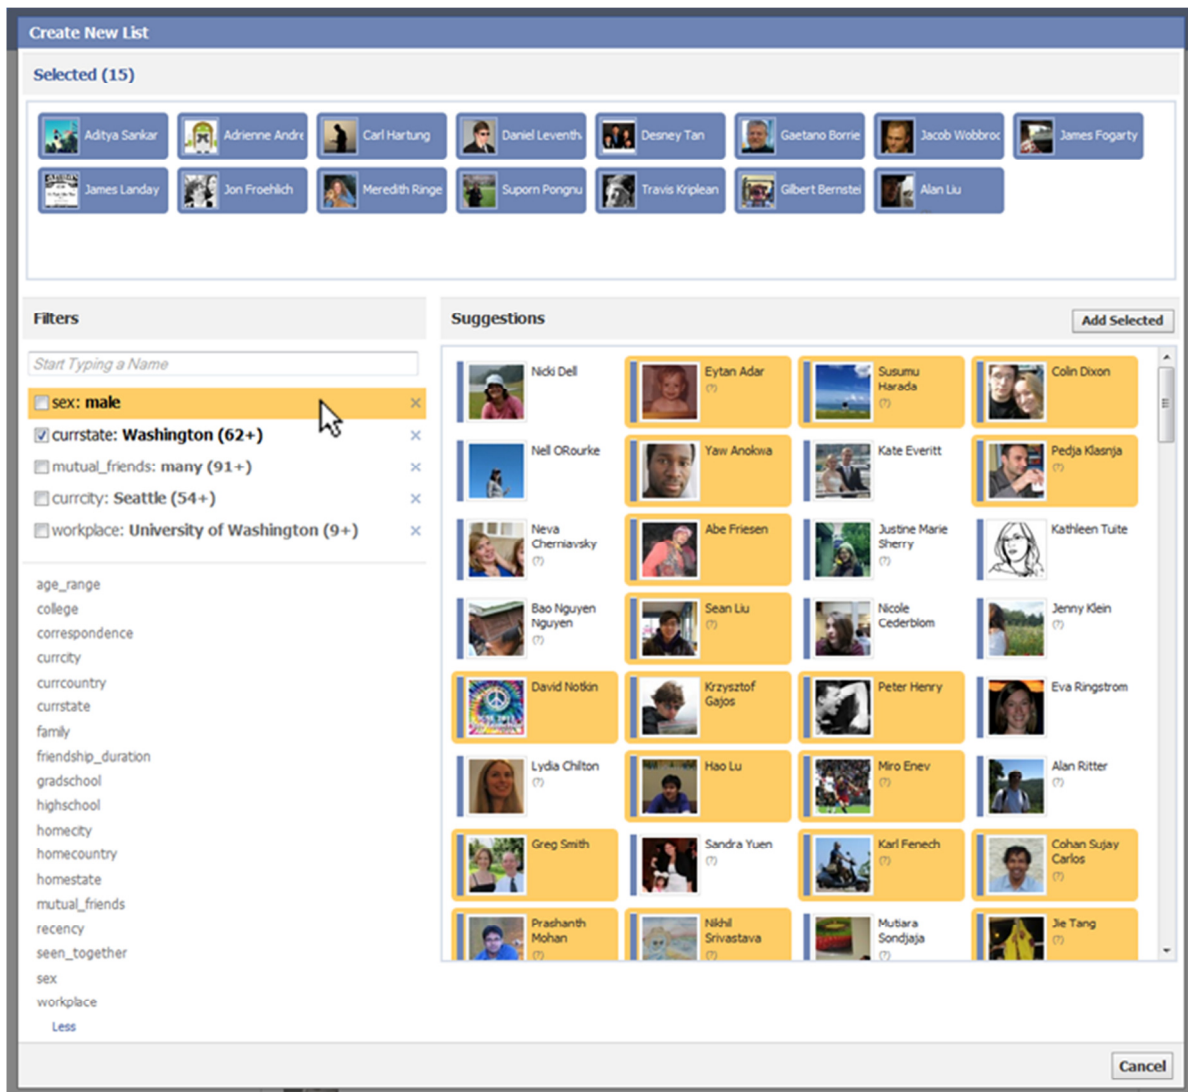 Create New List
Selected (15)
Aditya Sankar Adrienne Andre Carl Hartung Daniel Leventh Desney Tan Gaetano Borrie Jacob Wobbroc James Fogarty
James Landay Jon Froehlich Meredith Ringe Suporn Pongnu Travis Kriplean Gilbert Bernstei Alan Liu
Filters
Start Typing a Name
sex: male ×
currstate: Washington (62+) ×
mutual_friends: many (91+) ×
currcity: Seattle (54+) ×
workplace: University of Washington (9+) ×
age_range
college
correspondence
currcity
currcountry
currstate
family
friendship_duration
gradschool
highschool
homecity
homecountry
homestate
mutual_friends
recency
seen_together
sex
workplace
Less
Suggestions Add Selected
Nicki Dell Eytan Adar Susumu Colin Dixon
(?) Harada
(?)
Nell ORourke Yaw Anokwa Kate Everitt Pedja Klasnja
(?)
Neva Abe Friesen Justine Marie Kathleen Tuite
Cherniavsky Sherry
(?) (?)
Bao Nguyen Sean Liu Nicole Jenny Klein
Nguyen (?) Cederblom (?)
(?)
David Notkin Krzysztof Peter Henry Eva Ringstrom
Gajos
Lydia Chilton Hao Lu Miro Enev Alan Ritter
(?) (?) (?)
Greg Smith Sandra Yuen Karl Fenech Cohan Sujay
(?) (?) Carlos
(?)
Prashanth Nikhil Mutiara Jie Tang
Mohan Srivastava Sondjaja (?)
(?) (?) (?)
Cancel